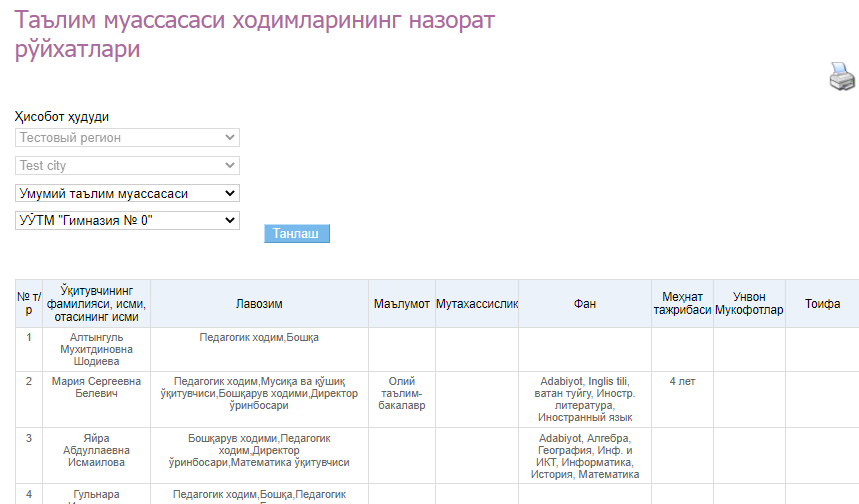 Таълим муассасаси ходимларининг назорат
рўйхатлари
Ҳисобот ҳудуди
Тестовый регион
Test city
Умумий таълим муассасаси
УЎТМ "Гимназия № 0"
Танлаш
№ т/
р
Ўқитувчининг
фамилияси, исми,
отасининг исми
Лавозим
Маълумот
Мутахассислик
Фан
Меҳнат
тажрибаси
Унвон
Мукофотлар
Тоифа
1
Алтынгуль
Мухитдиновна
Шодиева
Педагогик ходим,Бошқа
2
Мария Сергеевна
Белевич
Педагогик ходим,Мусиқа ва қўшиқ
ўқитувчиси,Бошқарув ходими,Директор
ўринбосари
Олий
таълим-
бакалавр
Adabiyot, Inglis tili,
ватан туйгу, Иностр.
литература,
Иностранный язык
4 лет
3
Яйра
Абдуллаевна
Исмаилова
Бошқарув ходими,Педагогик
ходим,Директор
ўринбосари,Математика ўқитувчиси
Adabiyot, Алгебра,
География, Инф. и
ИКТ, Информатика,
История, Математика
4
Гульнара
Педагогик ходим,Бошқа,Педагогик